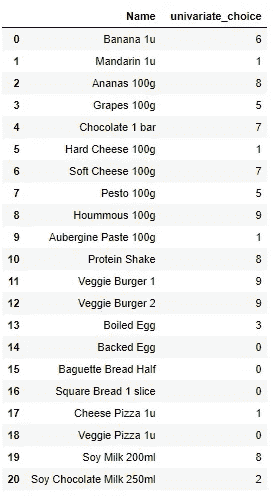 Name univariate_choice
0 Banana 1u 6
1 Mandarin 1u 1
2 Ananas 100g 8
3 Grapes 100g 5
4 Chocolate 1 bar 7
5 Hard Cheese 100g 1
6 Soft Cheese 100g 7
7 Pesto 100g 5
8 Hoummous 100g 9
9 Aubergine Paste 100g 1
10 Protein Shake 8
11 Veggie Burger 1 9
12 Veggie Burger 2 9
13 Boiled Egg 3
14 Backed Egg 0
15 Baguette Bread Half 0
16 Square Bread 1 slice 0
17 Cheese Pizza 1u 1
18 Veggie Pizza 1u 0
19 Soy Milk 200ml 8
20 Soy Chocolate Milk 250ml 2